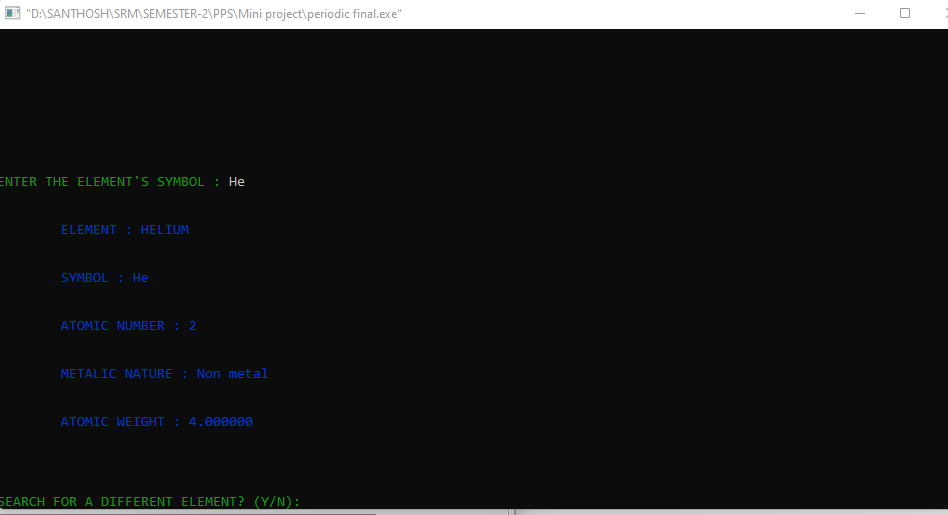 "D:\SANTHOSH\SRM\SEMESTER-2\PPS\Mini project\periodic final.exe"
ENTER THE ELEMENT'S SYMBOL : He
ELEMENT : HELIUM
SYMBOL : He
ATOMIC NUMBER : 2
METALIC NATURE : Non metal
ATOMIC WEIGHT : 4.000000
SEARCH FOR A DIFFERENT ELEMENT? (Y/N):